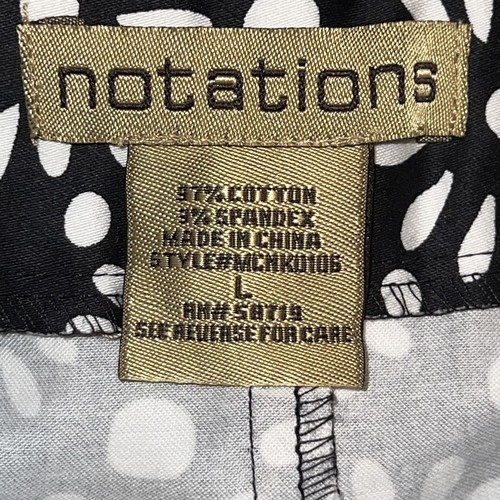 notations
97% COTTON
3% SPANDEX
MADE IN CHINA
STYLE#MCNK0106
L
RN# 58719
SEE REVERSE FOR CARE